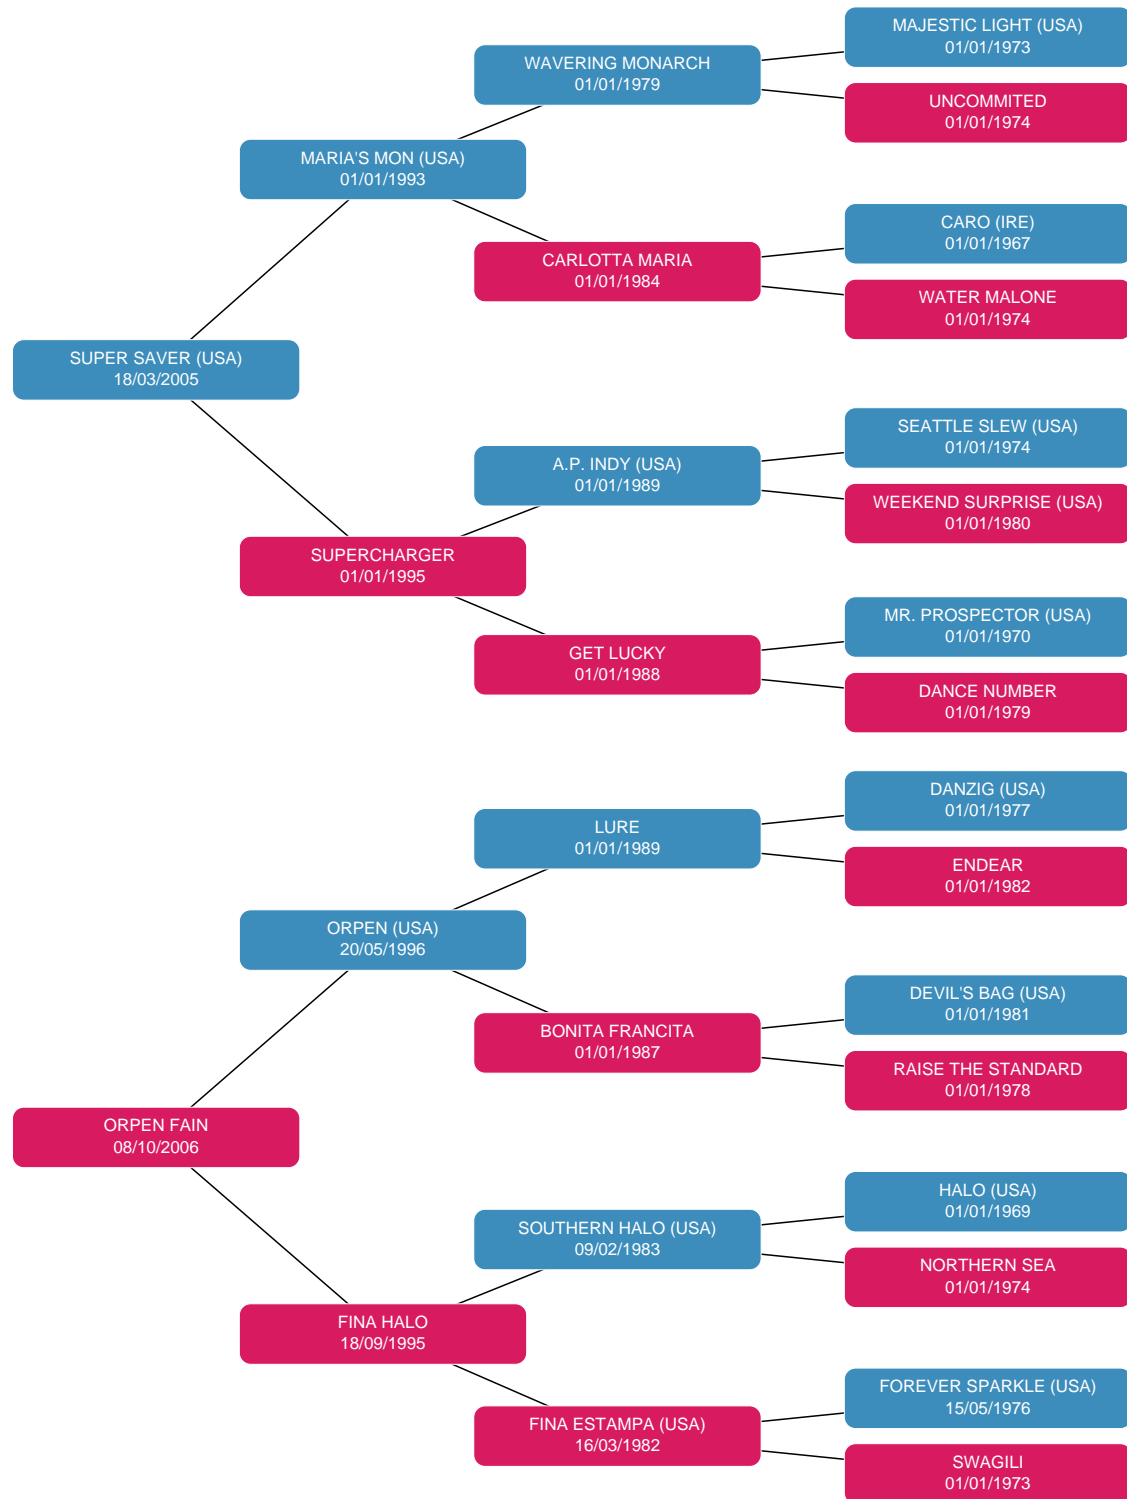 MAJESTIC LIGHT (USA)
01/01/1973
WAVERING MONARCH
01/01/1979
UNCOMMITED
01/01/1974
MARIA'S MON (USA)
01/01/1993
CARO (IRE)
01/01/1967
CARLOTTA MARIA
01/01/1984
WATER MALONE
01/01/1974
SUPER SAVER (USA)
18/03/2005
SEATTLE SLEW (USA)
01/01/1974
A.P. INDY (USA)
01/01/1989
WEEKEND SURPRISE (USA)
01/01/1980
SUPERCHARGER
01/01/1995
MR. PROSPECTOR (USA)
01/01/1970
GET LUCKY
01/01/1988
DANCE NUMBER
01/01/1979
DANZIG (USA)
01/01/1977
LURE
01/01/1989
ENDEAR
01/01/1982
ORPEN (USA)
20/05/1996
DEVIL'S BAG (USA)
01/01/1981
BONITA FRANCITA
01/01/1987
RAISE THE STANDARD
01/01/1978
ORPEN FAIN
08/10/2006
HALO (USA)
01/01/1969
SOUTHERN HALO (USA)
09/02/1983
NORTHERN SEA
01/01/1974
FINA HALO
18/09/1995
FOREVER SPARKLE (USA)
15/05/1976
FINA ESTAMPA (USA)
16/03/1982
SWAGILI
01/01/1973